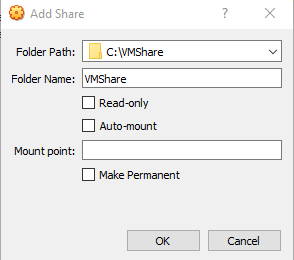 Add Share
?
Folder Path: C:\VMShare
Folder Name: VMShare
Read-only
Auto-mount
Mount point:
Make Permanent
OK Cancel